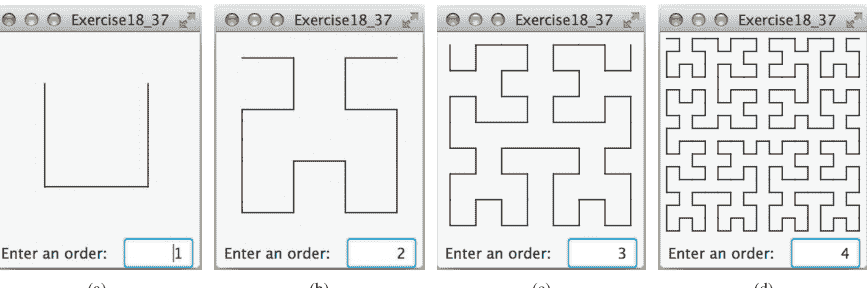 Exercise18_37
Enter an order: 1
(a)
Exercise18_37
Enter an order: 2
(b)
Exercise18_37
Enter an order: 3
(c)
Exercise18_37
Enter an order: 4
(d)